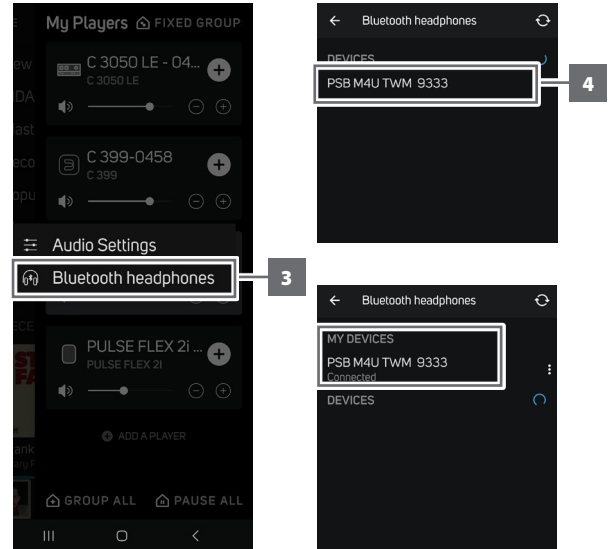 My Players FIXED GROUP
C 3050 LE - 04...
C 3050 LE
C 399-0458
C 399
Audio Settings
Bluetooth headphones
3
PULSE FLEX 2i ...
PULSE FLEX 2I
ADD A PLAYER
GROUP ALL PAUSE ALL
Bluetooth headphones
DEVICES
PSB M4U TWM 9333
4
Bluetooth headphones
MY DEVICES
PSB M4U TWM 9333
Connected
DEVICES